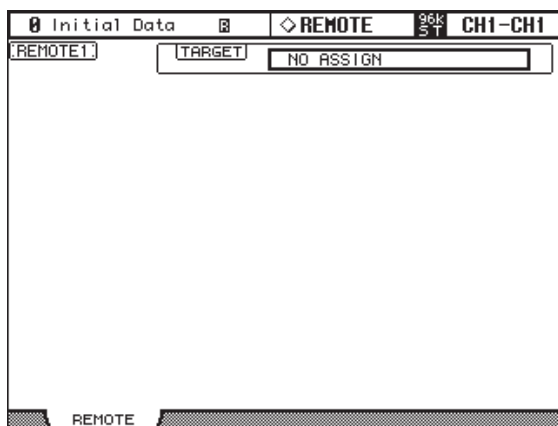 0 Initial Data R ◇REMOTE 96K ST CH1-CH1
REMOTE1
TARGET
NO ASSIGN
REMOTE